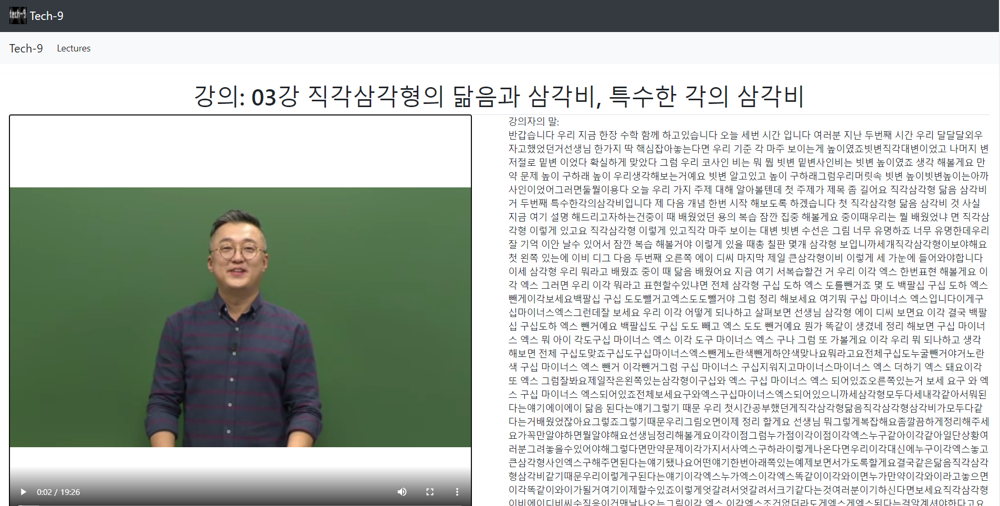 tech-9 Tech-9
Tech-9 Lectures
강의: 03강 직각삼각형의 닮음과 삼각비, 특수한 각의 삼각비
강의자의 말:
반갑습니다 우리 지금 한장 수학 함께 하고있습니다 오늘 세번 시간 입니다 여러분 지난 두번째 시간 우리 달달달외우
자고했었던거선생님 한가지 딱 핵심잡아놓는다면 우리 기준 각 마주 보이는게 높이였죠빗변직각대변이었고 나머지 변
저절로 밑변 이었다 확실하게 맞았다 그럼 우리 코사인 비는 뭐 뭡 빗변 밑변사인비는 빗변 높이였죠 생각 해볼게요 만
약 문제 높이 구하래 높이 우리생각해보는거예요 빗변 알고있고 높이 구하래그럼우리머릿속 빗변 높이빗변높이는아까
사인이었어그러면둘뭘이용다 오늘 우리 가지 주제 대해 알아볼텐데 첫 주제가 제목 좀 길어요 직각삼각형 닮음 삼각비
거 두번째 특수한각의삼각비입니다 제 다음 개념 한번 시작 해보도록 하겠습니다 첫 직각삼각형 닮음 삼각비 것 사실
지금 여기 설명 해드리고자하는건중이 때 배웠었던 용의 복습 잠깐 집중 해볼게요 중이때우리는 뭘 배웠었냐 면 직각삼
각형 이렇게 있고요 직각삼각형 이렇게 있고직각 마주 보이는 대변 빗변 수선은 그림 너무 유명하죠 너무 유명한데우리
잘 기억 이안 날수 있어서 잠깐 복습 해볼거야 이렇게 있을 때총 칠판 몇개 삼각형 보입니까세개직각삼각형이보야해요
첫 왼쪽 있는에 이비 디그 다음 두번째 오른쪽 에이 디씨 마지막 제일 큰삼각형이비 이렇게 세 가눈에 들어와야합니다
이세 삼각형 우리 뭐라고 배웠죠 중이 때 닮음 배웠어요 지금 여기 서복습할건 거 우리 이각 엑스 한번표현 해볼게요 이
각 엑스 그러면 우리 이각 뭐라고 표현할수있냐면 전체 삼각형 구십 도하 엑스 도를뺀거죠 몇 도 백팔십 구십 도하 엑스
뺀게이각보세요백팔십 구십 도도뺄거고엑스도도뺄거야 그럼 정리 해보세요 여기뭐 구십 마이너스 엑스입니다이게구
십마이너스엑스그런데잘 보세요 우리 이각 어떻게 되나하고 살펴보면 선생님 삼각형 에이 디씨 보면요 이각 결국 백팔
십 구십도하 엑스 뺀거예요 백팔십도 구십 도도 빼고 엑스 도도 뺀거예요 뭔가 똑같이 생겼네 정리 해보면 구십 마이너
스 엑스 뭐 아이 각도구십 마이너스 엑스 이각 도구 마이너스 엑스 구나 그럼 또 가볼게요 이각 우리 뭐 되나하고 생각
해보면 전체 구십도맞죠구십도구십마이너스엑스뺀게노란색뺀게하얀색맞나요뭐라고요전체구십도누굴뺀거야거노란
색 구십 마이너스 엑스 뺀거 이각뺀거그럼 구십 마이너스 구십지워지고마이너스마이너스 엑스 더하기 엑스 돼요이각
또 엑스 그럼잘봐요제일작은왼쪽있는삼각형이구십와 엑스 구십 마이너스 엑스 되어있죠오른쪽있는거 보세 요구 와 엑
스 구십 마이너스 엑스되어있죠전체보세요구와엑스구십마이너스엑스되어있으니까세삼각형모두다세내각같아서뭐된
다는얘기에이에이 닮음 된다는얘기그렇기 때문 우리 첫시간공부했던게직각삼각형닮음직각삼각형삼각비가모두다같
다는거배웠었잖아요그렇죠그렇기때문우리그림오면이제 정리 할게요 선생님 뭐그렇게복잡해요좀깔끔하게정리해주세
요가꼭만알야하면뭘알야해요선생님정리해볼게요이각이점그럼누가점이각이점이각엑스누구같아이각같아일단상황여
러분그려놓을수있어야해그렇다면만약문제이각가지서사엑스구하라이렇게나온다면우리이각대신에누구이각엑스놓고
큰삼각형사인엑스구해주면된다는얘기됐나요어떤얘기한번아래쪽있는예제보면서가도록할게요결국같은닮음직각삼각
형삼각비같기때문우리이렇게구된다는얘기이각엑스누가엑스이각엑스똑같이이각와이면누가만약이각와이라고놓으면
이각똑같이와이가될거여기이제할수있죠이렇게엇갈려서엇갈려서크기같다는것여러분이기하신다면보세요직각삼각형
이비에이디비씨수직응이건맨날나오는그림이각 엑스 이각엑스조건없더라도게엑스게엑스된다는걸알계셔야한다고요
0:02 / 19:26